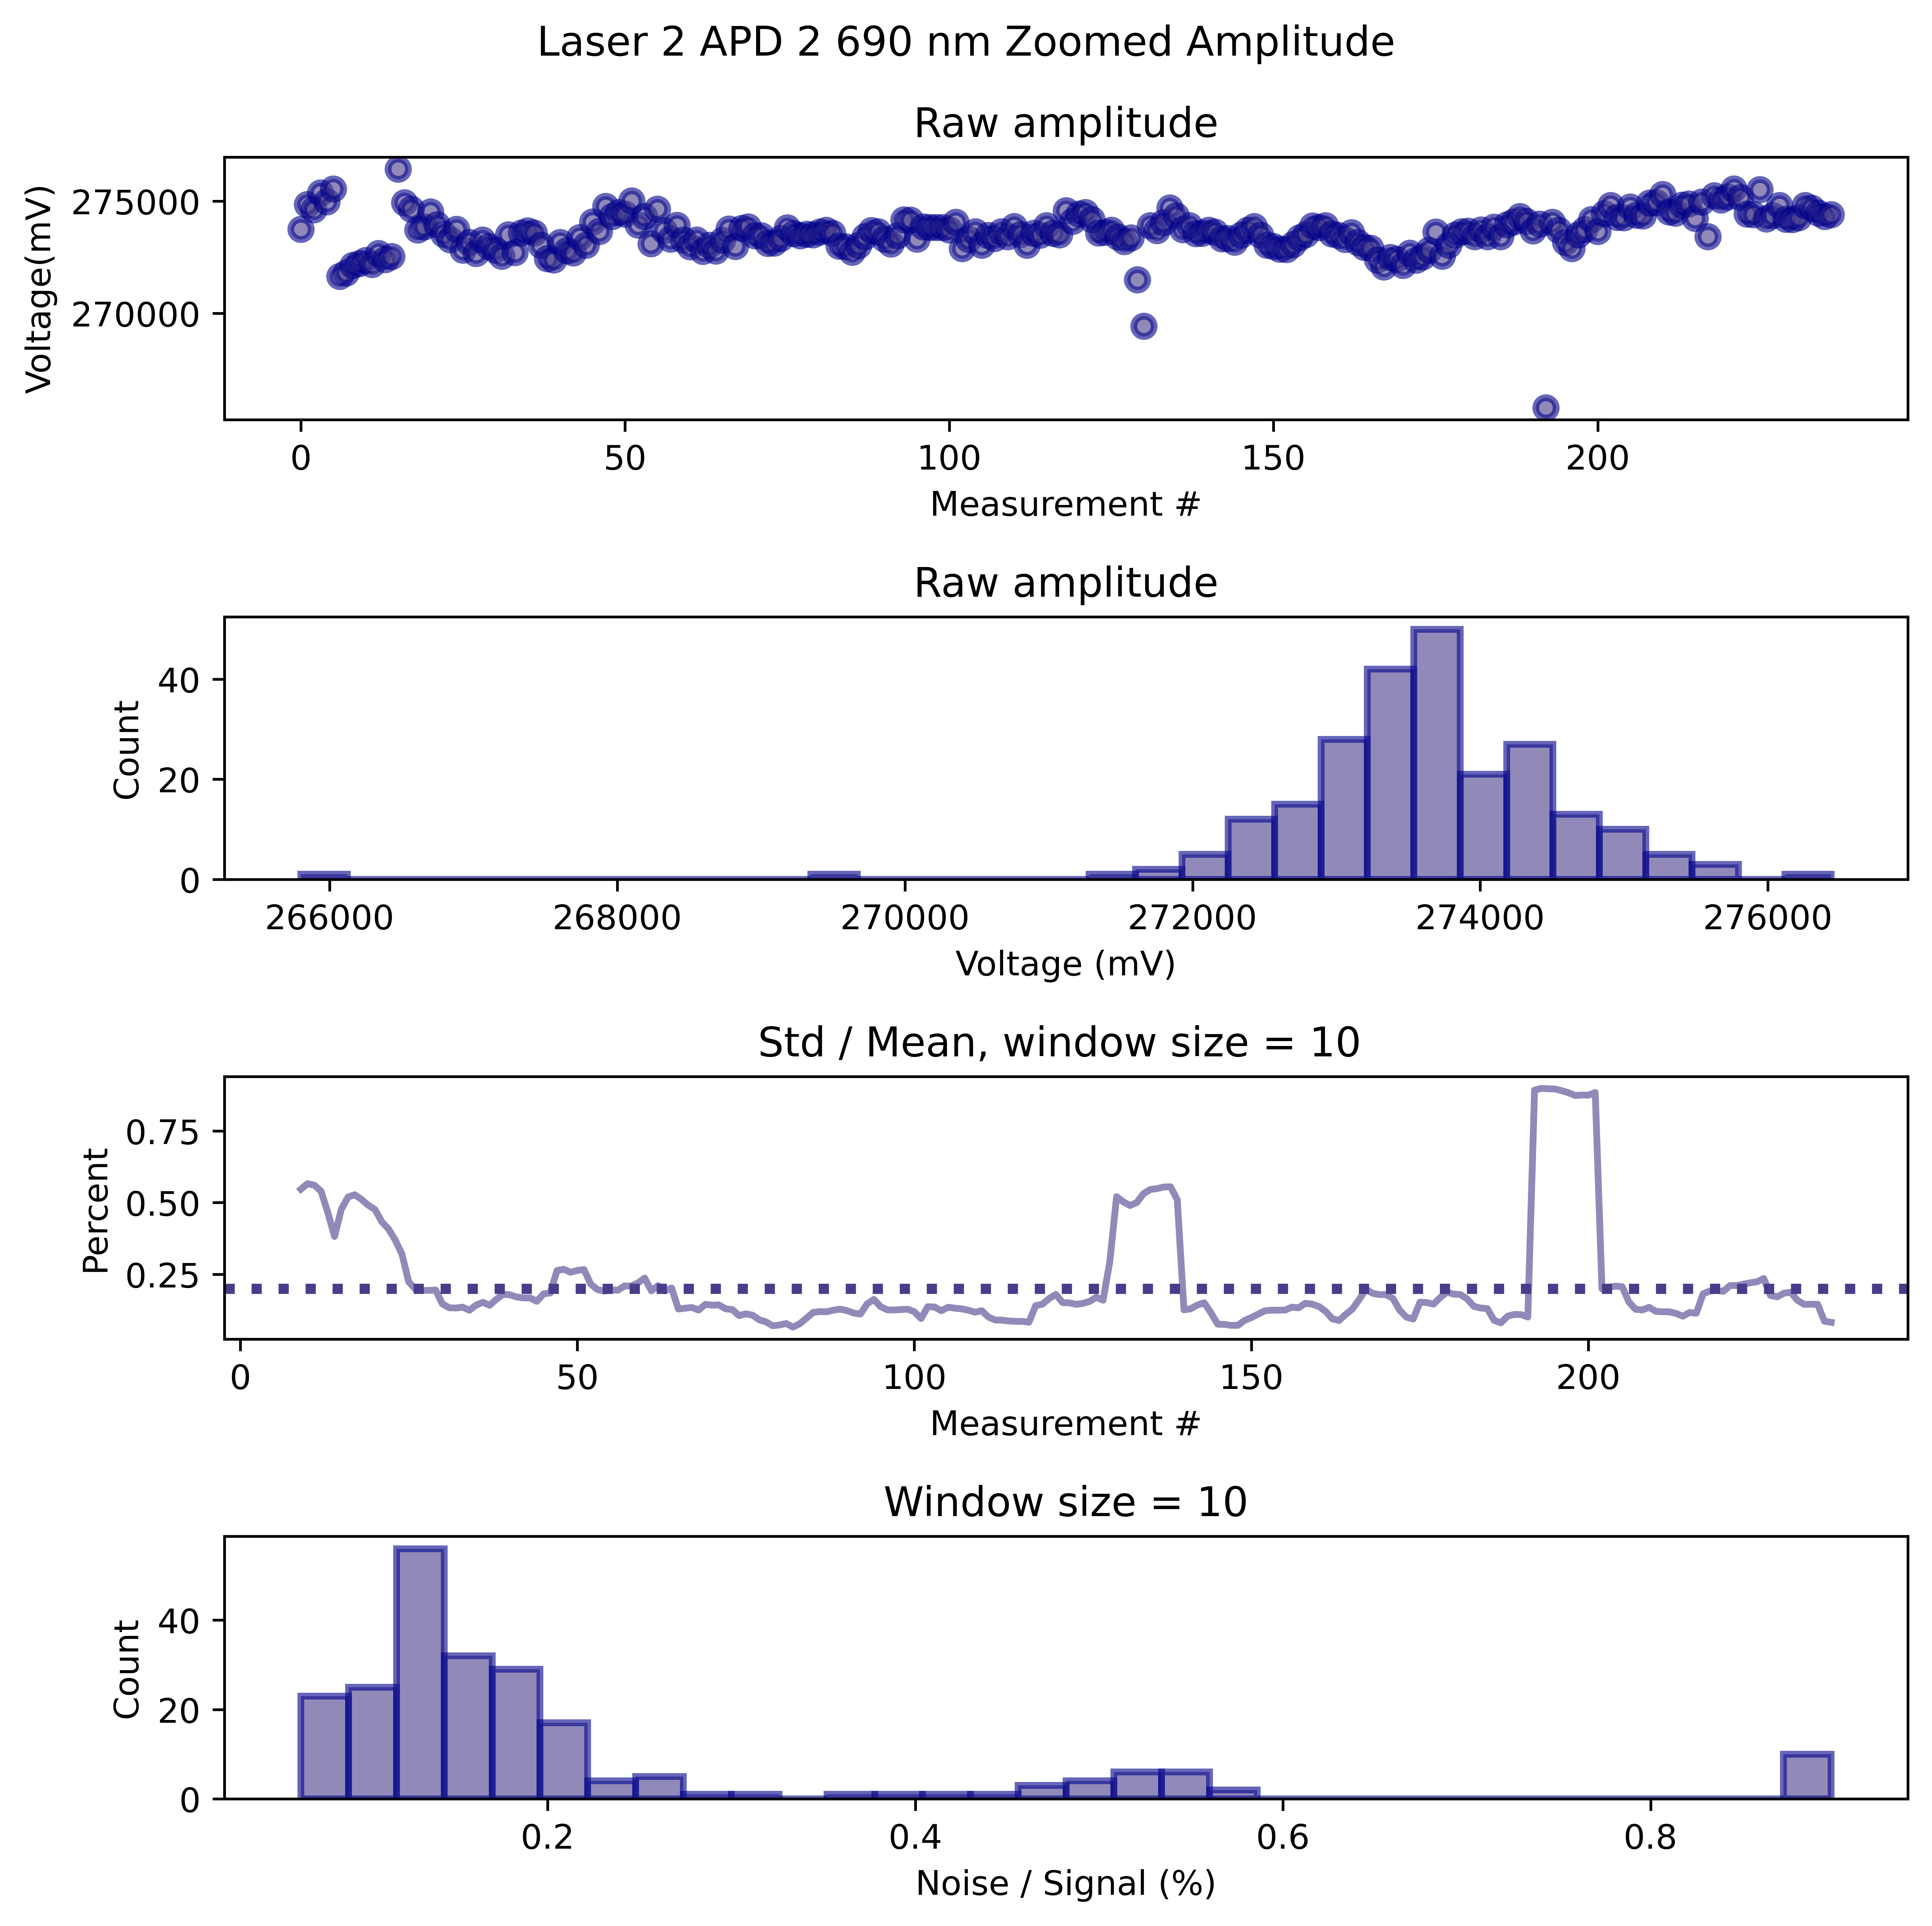 Laser 2 APD 2 690 nm Zoomed Amplitude
Raw amplitude
Voltage(mV)
275000
270000
0 50 100 150 200
Measurement #
Raw amplitude
Count
40
20
0
266000 268000 270000 272000 274000 276000
Voltage (mV)
Std / Mean, window size = 10
Percent
0.75
0.50
0.25
0 50 100 150 200
Measurement #
Window size = 10
Count
40
20
0
0.2 0.4 0.6 0.8
Noise / Signal (%)